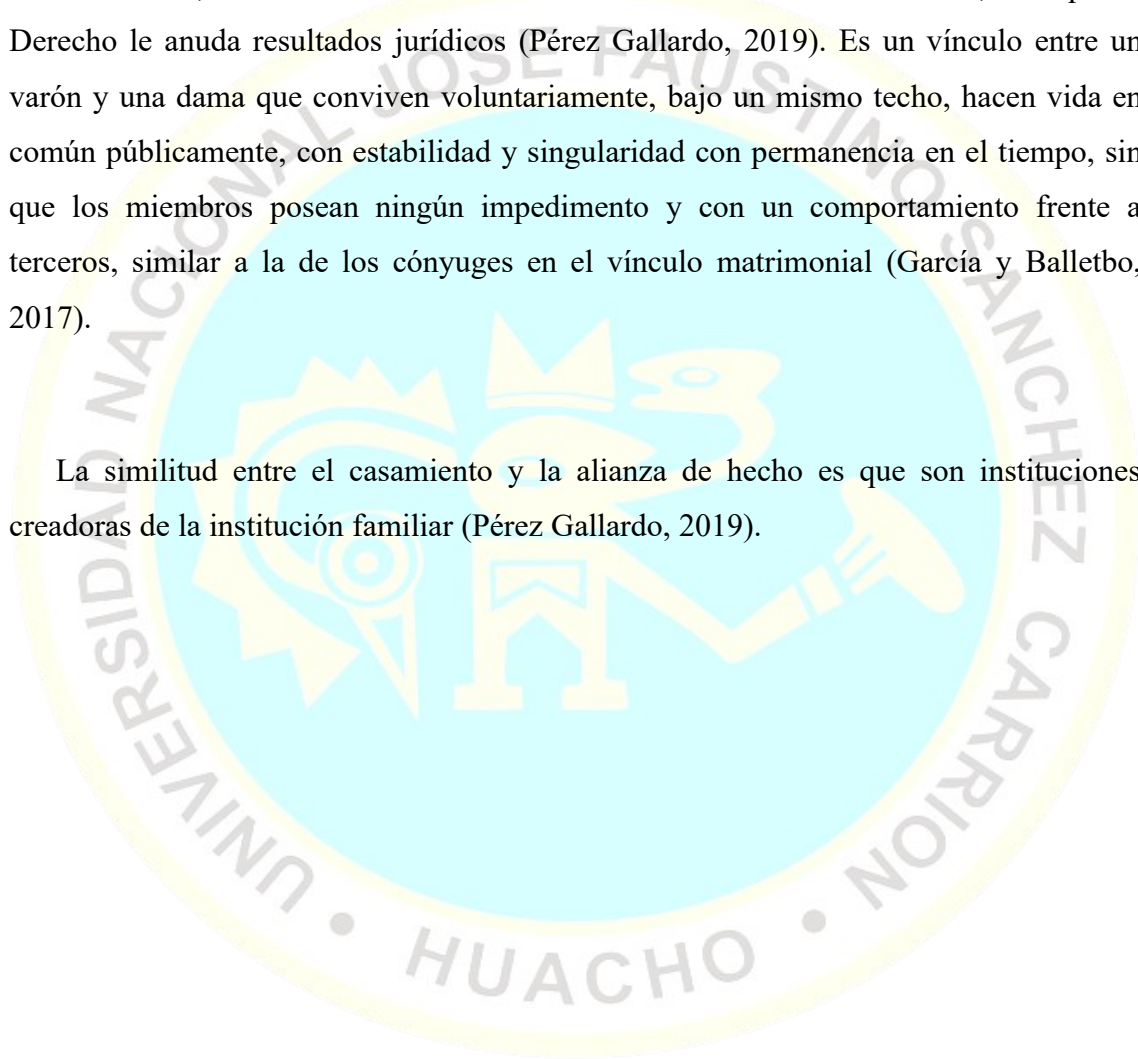 Derecho le anuda resultados jurídicos (Pérez Gallardo, 2019). Es un vínculo entre un
varón y una dama que conviven voluntariamente, bajo un mismo techo, hacen vida en
común públicamente, con estabilidad y singularidad con permanencia en el tiempo, sin
que los miembros posean ningún impedimento y con un comportamiento frente a
terceros, similar a la de los cónyuges en el vínculo matrimonial (García y Balletbo,
2017).
La similitud entre el casamiento y la alianza de hecho es que son instituciones
creadoras de la institución familiar (Pérez Gallardo, 2019).
UNIVERSIDAD NACIONAL JOSE FAUSTINO SANCHEZ CARRION
• HUACHO •